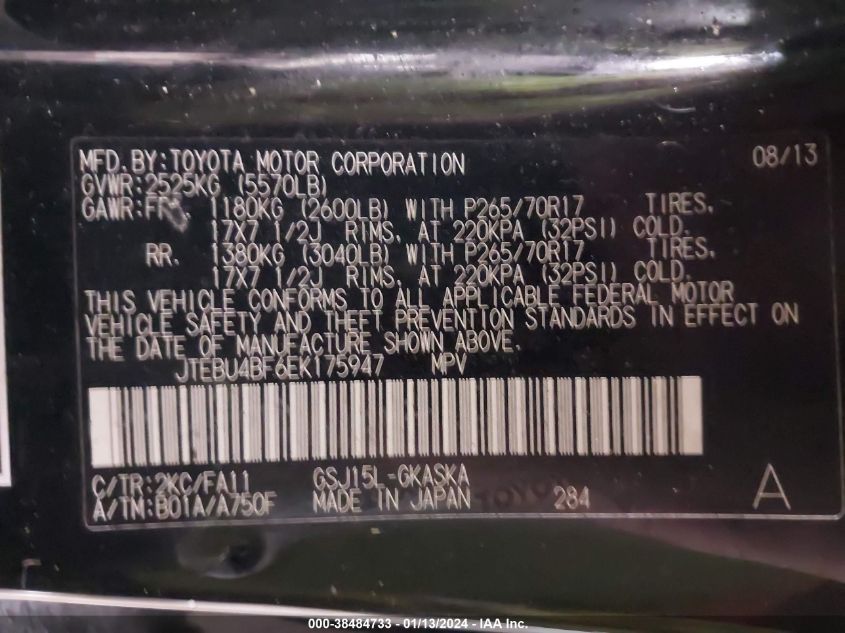 MFD. BY: TOYOTA MOTOR CORPORATION 08/13
GVWR: 2525KG (5570LB)
GAWR: FR. 1180KG (2600LB) WITH P265/70R17 TIRES,
17X7 1/2J RIMS, AT 220KPA (32PSI) COLD.
RR. 1380KG (3040LB) WITH P265/70R17 TIRES,
17X7 1/2J RIMS, AT 220KPA (32PSI) COLD.
THIS VEHICLE CONFORMS TO ALL APPLICABLE FEDERAL MOTOR
VEHICLE SAFETY AND THEFT PREVENTION STANDARDS IN EFFECT ON
THE DATE OF MANUFACTURE SHOWN ABOVE.
JTEBU4BF6EK175947 MPV
C/TR: 2KC/FA11 GSJ15L-GKASKA
A/TM: B01A/A750F MADE IN JAPAN TOYO 284 A
000-38484733 - 01/13/2024 - IAA Inc.